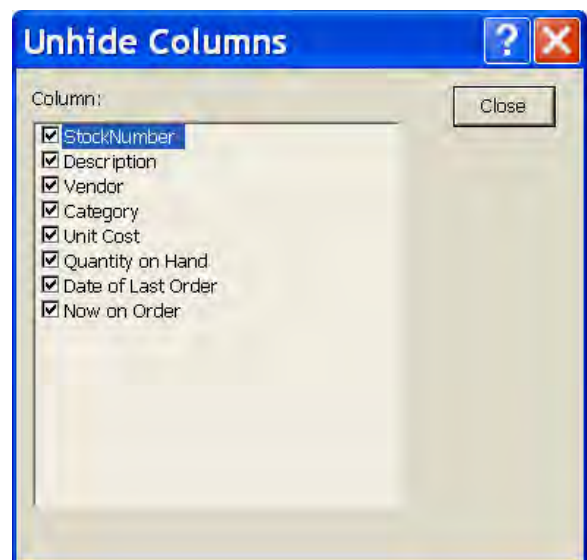 Unhide Columns ?
Column:
Close
StockNumber
Description
Vendor
Category
Unit Cost
Quantity on Hand
Date of Last Order
Now on Order